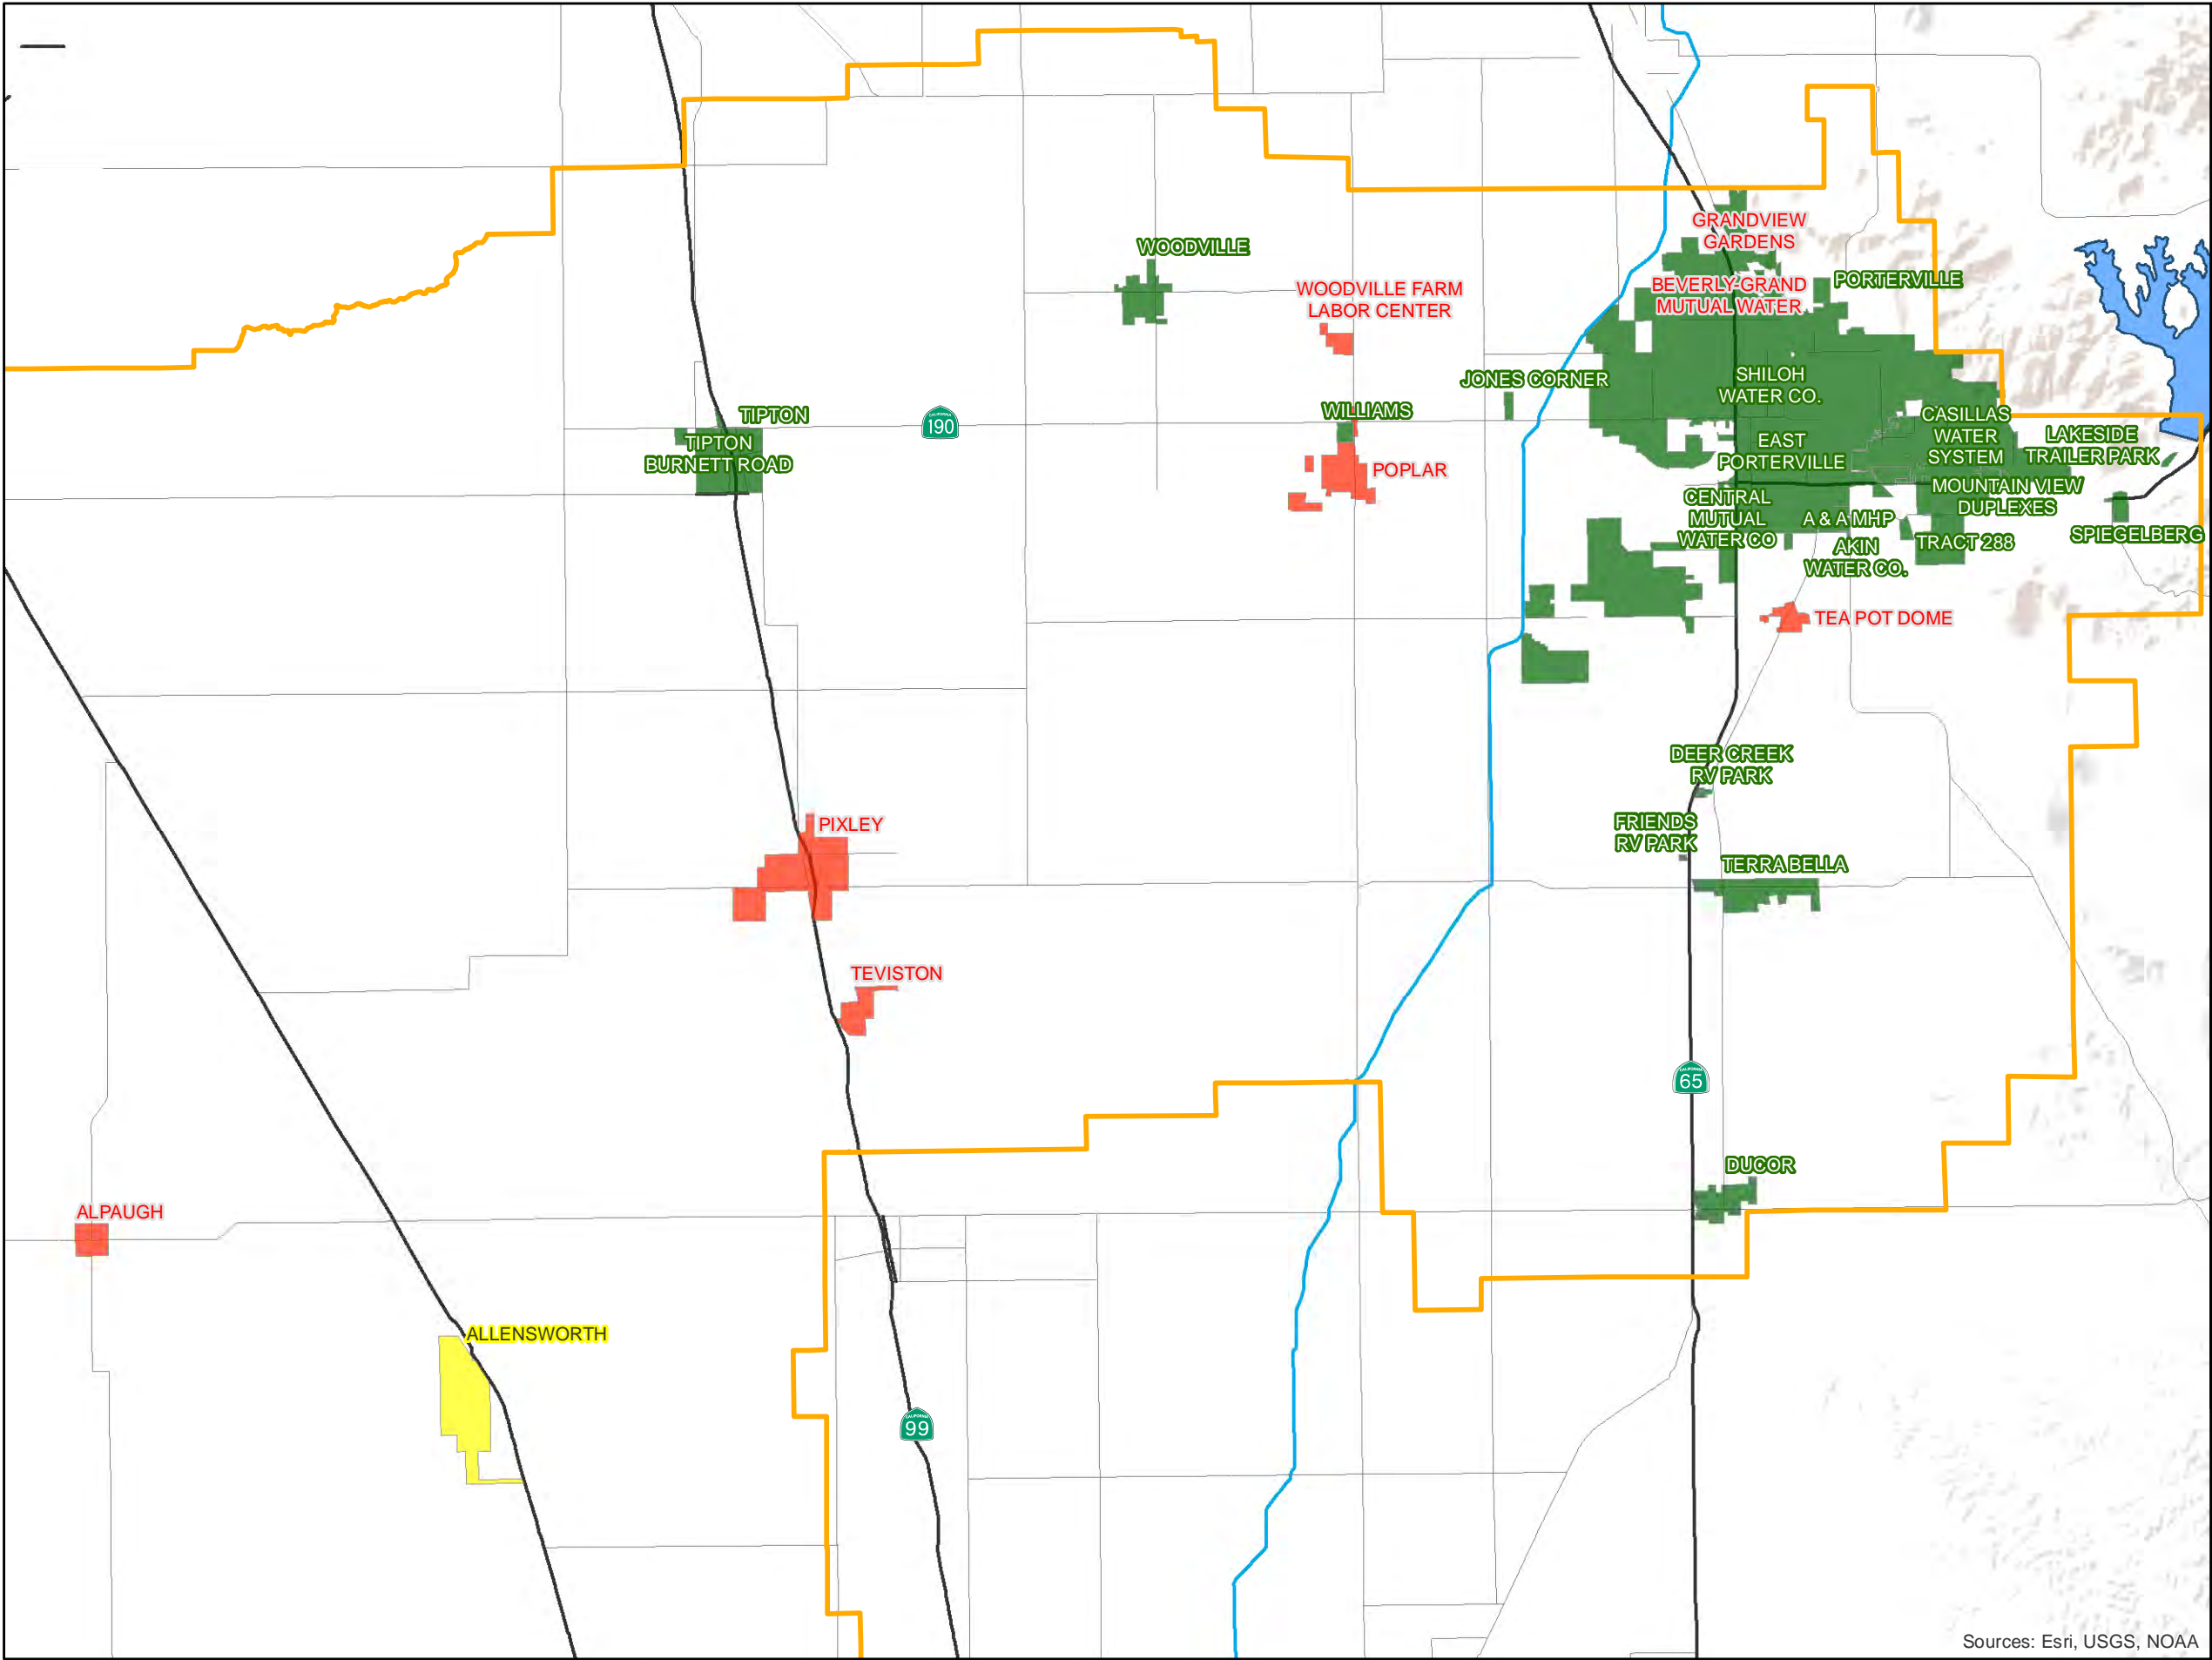 GRANDVIEW
GARDENS
WOODVILLE
PORTERVILLE
WOODVILLE FARM
LABOR CENTER
BEVERLY-GRAND
MUTUAL WATER
JONES CORNER
SHILOH
WATER CO.
TIPTON
CALIFORNIA
190
WILLIAMS
CASILLAS
WATER
SYSTEM
TIPTON
BURNETT ROAD
EAST
PORTERVILLE
LAKESIDE
TRAILER PARK
POPLAR
MOUNTAIN VIEW
DUPLEXES
CENTRAL
MUTUAL
WATER CO
A & A MHP
AKIN
WATER CO.
TRACT 288
SPIEGELBERG
TEA POT DOME
DEER CREEK
RV PARK
PIXLEY
FRIENDS
RV PARK
TERRA BELLA
TEVISTON
CALIFORNIA
65
DUCOR
ALPAUGH
ALLENSWORTH
CALIFORNIA
99
Sources: Esri, USGS, NOAA